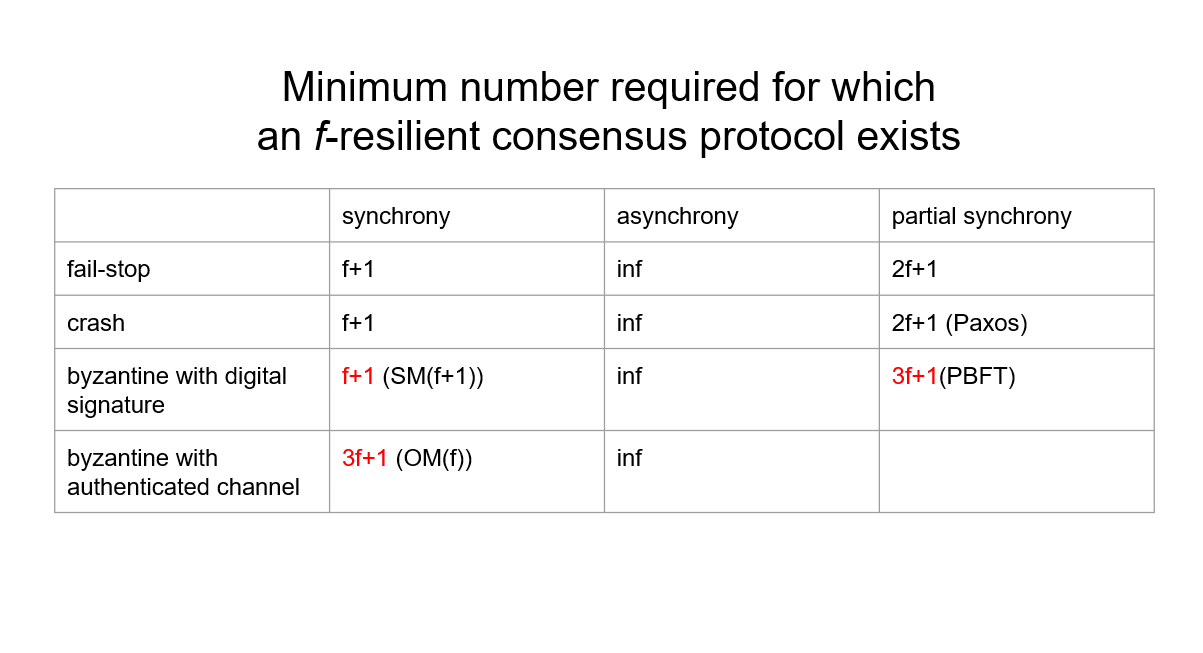 Minimum number required for which
an f-resilient consensus protocol exists
synchrony
asynchrony
partial synchrony
fail-stop
f+1
inf
2f+1
crash
f+1
inf
2f+1 (Paxos)
byzantine with digital
signature
f+1 (SM(f+1))
inf
3f+1(PBFT)
byzantine with
authenticated channel
3f+1 (OM(f))
inf